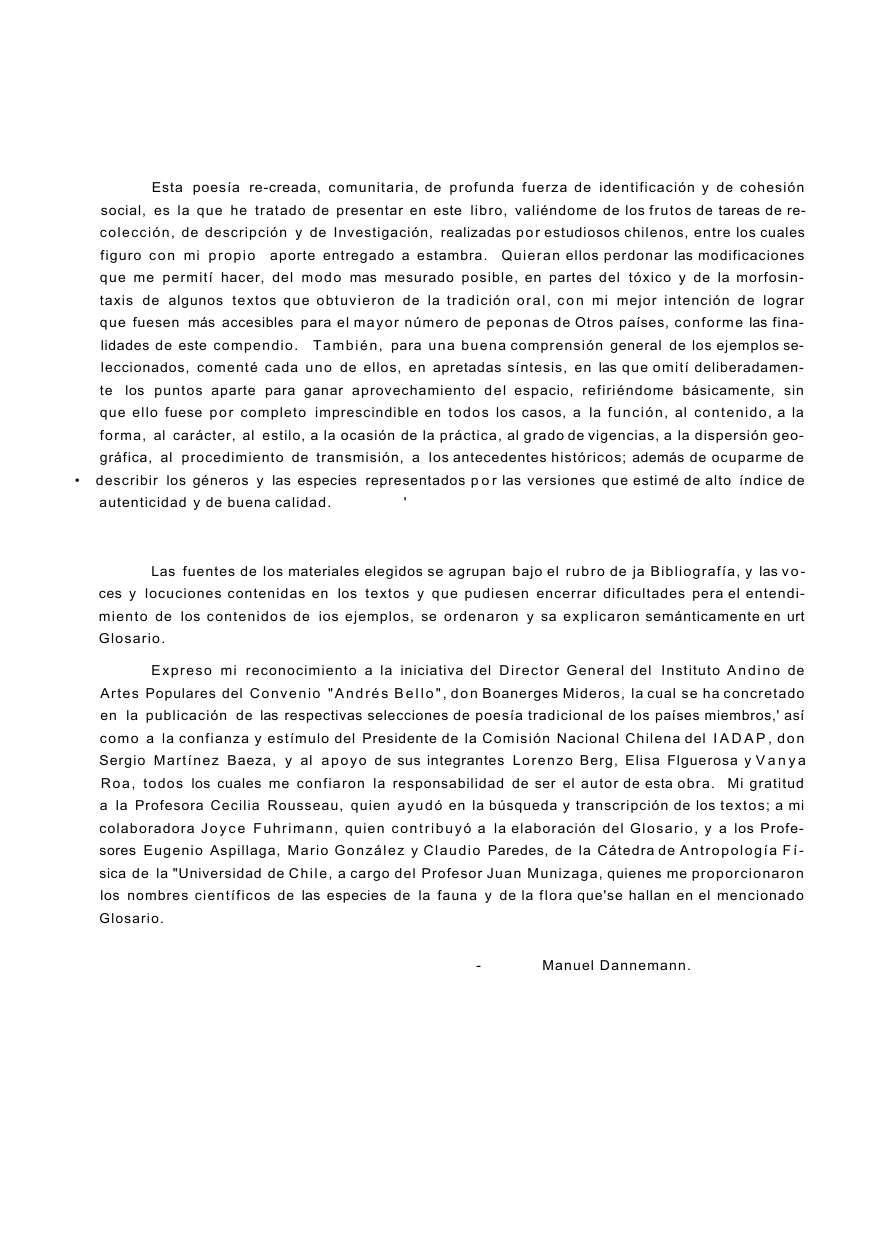 Esta poesía re-creada, comunitaria, de profunda fuerza de identificación y de cohesión
social, es la que he tratado de presentar en este libro, valiéndome de los frutos de tareas de re-
colección, de descripción y de Investigación, realizadas por estudiosos chilenos, entre los cuales
figuro con mi propio aporte entregado a estambra. Quieran ellos perdonar las modificaciones
que me permití hacer, del modo mas mesurado posible, en partes del tóxico y de la morfosin-
taxis de algunos textos que obtuvieron de la tradición oral, con mi mejor intención de lograr
que fuesen más accesibles para el mayor número de peponas de Otros países, conforme las fina-
lidades de este compendio. También, para una buena comprensión general de los ejemplos se-
leccionados, comenté cada uno de ellos, en apretadas síntesis, en las que omití deliberadamen-
te los puntos aparte para ganar aprovechamiento del espacio, refiriéndome básicamente, sin
que ello fuese por completo imprescindible en todos los casos, a la función, al contenido, a la
forma, al carácter, al estilo, a la ocasión de la práctica, al grado de vigencias, a la dispersión geo-
gráfica, al procedimiento de transmisión, a los antecedentes históricos; además de ocuparme de
• describir los géneros y las especies representados por las versiones que estimé de alto índice de
autenticidad y de buena calidad. '
Las fuentes de los materiales elegidos se agrupan bajo el rubro de ja Bibliografía, y las vo-
ces y locuciones contenidas en los textos y que pudiesen encerrar dificultades pera el entendi-
miento de los contenidos de ios ejemplos, se ordenaron y sa explicaron semánticamente en urt
Glosario.
Expreso mi reconocimiento a la iniciativa del Director General del Instituto Andino de
Artes Populares del Convenio "Andrés Bello", don Boanerges Mideros, la cual se ha concretado
en la publicación de las respectivas selecciones de poesía tradicional de los países miembros,' así
como a la confianza y estímulo del Presidente de la Comisión Nacional Chilena del IADAP, don
Sergio Martínez Baeza, y al apoyo de sus integrantes Lorenzo Berg, Elisa FIguerosa y Vanya
Roa, todos los cuales me confiaron la responsabilidad de ser el autor de esta obra. Mi gratitud
a la Profesora Cecilia Rousseau, quien ayudó en la búsqueda y transcripción de los textos; a mi
colaboradora Joyce Fuhrimann, quien contribuyó a la elaboración del Glosario, y a los Profe-
sores Eugenio Aspillaga, Mario González y Claudio Paredes, de la Cátedra de Antropología Fí-
sica de la "Universidad de Chile, a cargo del Profesor Juan Munizaga, quienes me proporcionaron
los nombres científicos de las especies de la fauna y de la flora que'se hallan en el mencionado
Glosario.
- Manuel Dannemann.